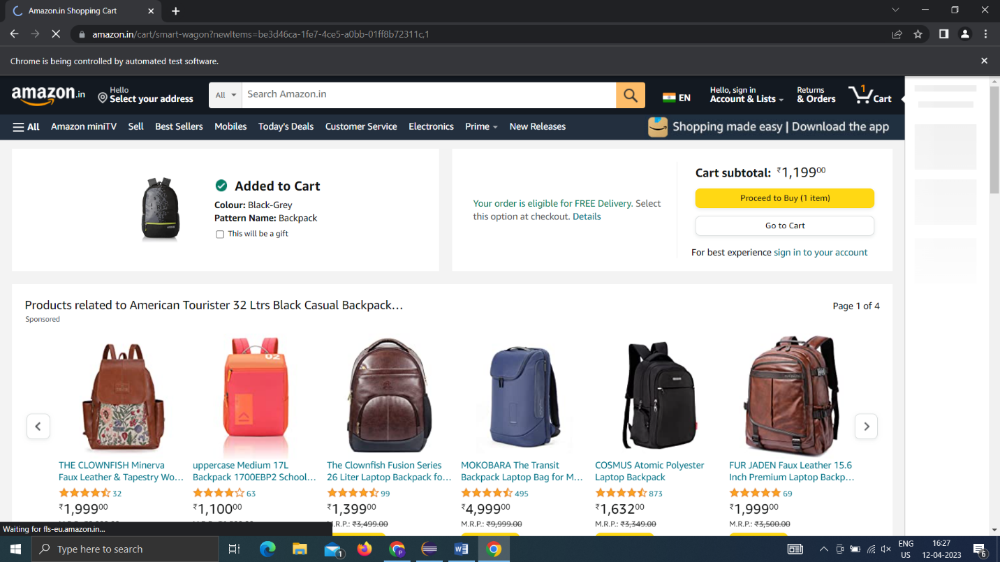 Amazon.in Shopping Cart
amazon.in/cart/smart-wagon?newItems=be3d46ca-1fe7-4ce5-a0bb-01ff8b72311c,1
Chrome is being controlled by automated test software.
amazon.in
Hello
Select your address
All
Search Amazon.in
EN
Hello, sign in
Account & Lists
Returns
& Orders
1
Cart
All Amazon miniTV Sell Best Sellers Mobiles Today's Deals Customer Service Electronics Prime New Releases
Shopping made easy | Download the app
Added to Cart
Colour: Black-Grey
Pattern Name: Backpack
This will be a gift
Your order is eligible for FREE Delivery. Select
this option at checkout. Details
Cart subtotal: ₹1,19900
Proceed to Buy (1 item)
Go to Cart
For best experience sign in to your account
Products related to American Tourister 32 Ltrs Black Casual Backpack…
Page 1 of 4
Sponsored
02
THE CLOWNFISH Minerva
Faux Leather & Tapestry Wo…
32
₹1,99900
uppercase Medium 17L
Backpack 1700EBP2 School…
63
₹1,10000
The Clownfish Fusion Series
26 Liter Laptop Backpack fo…
99
₹1,39900
M.R.P.: ₹3,499.00
MOKOBARA The Transit
Backpack Laptop Bag for M…
495
₹4,99900
M.R.P.: ₹9,999.00
COSMUS Atomic Polyester
Laptop Backpack
873
₹1,63200
M.R.P.: ₹3,349.00
FUR JADEN Faux Leather 15.6
Inch Premium Laptop Backp…
69
₹1,99900
M.R.P.: ₹3,500.00
Waiting for fls-eu.amazon.in...
Type here to search
1
P
ENG
US
16:27
12-04-2023
6